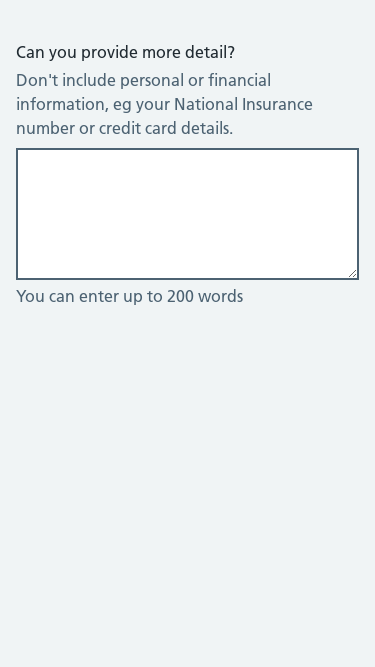 Can you provide more detail?
Don't include personal or financial
information, eg your National Insurance
number or credit card details.
You can enter up to 200 words